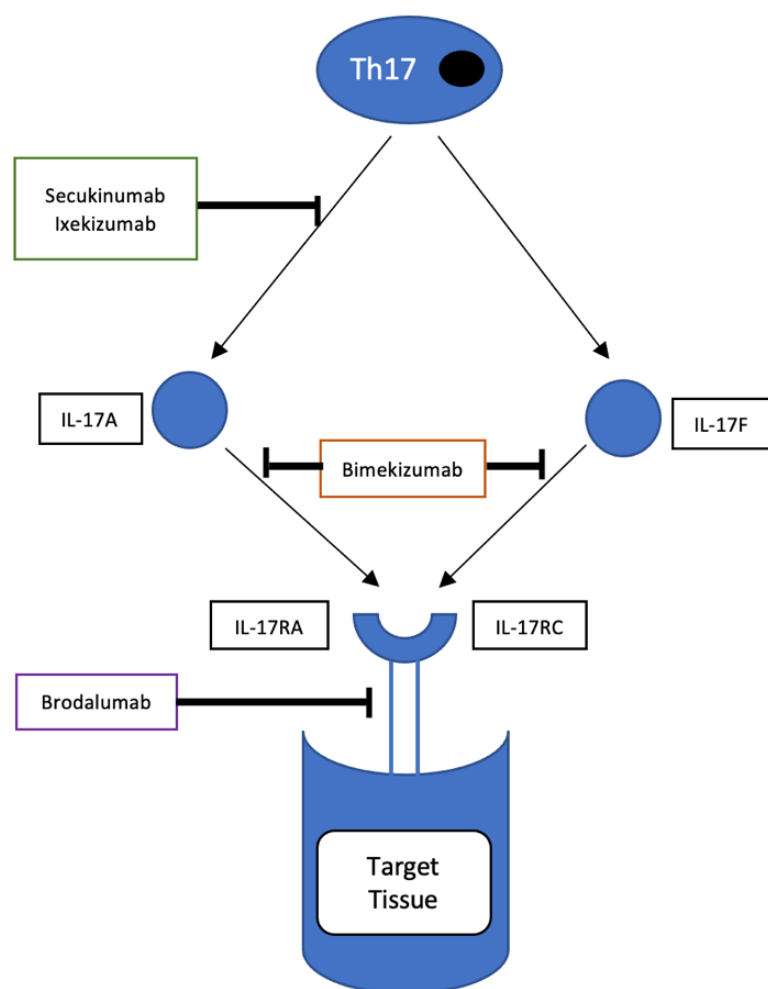 Th17
Secukinumab
Ixekizumab
IL-17A
IL-17F
Bimekizumab
IL-17RA
IL-17RC
Brodalumab
Target
Tissue